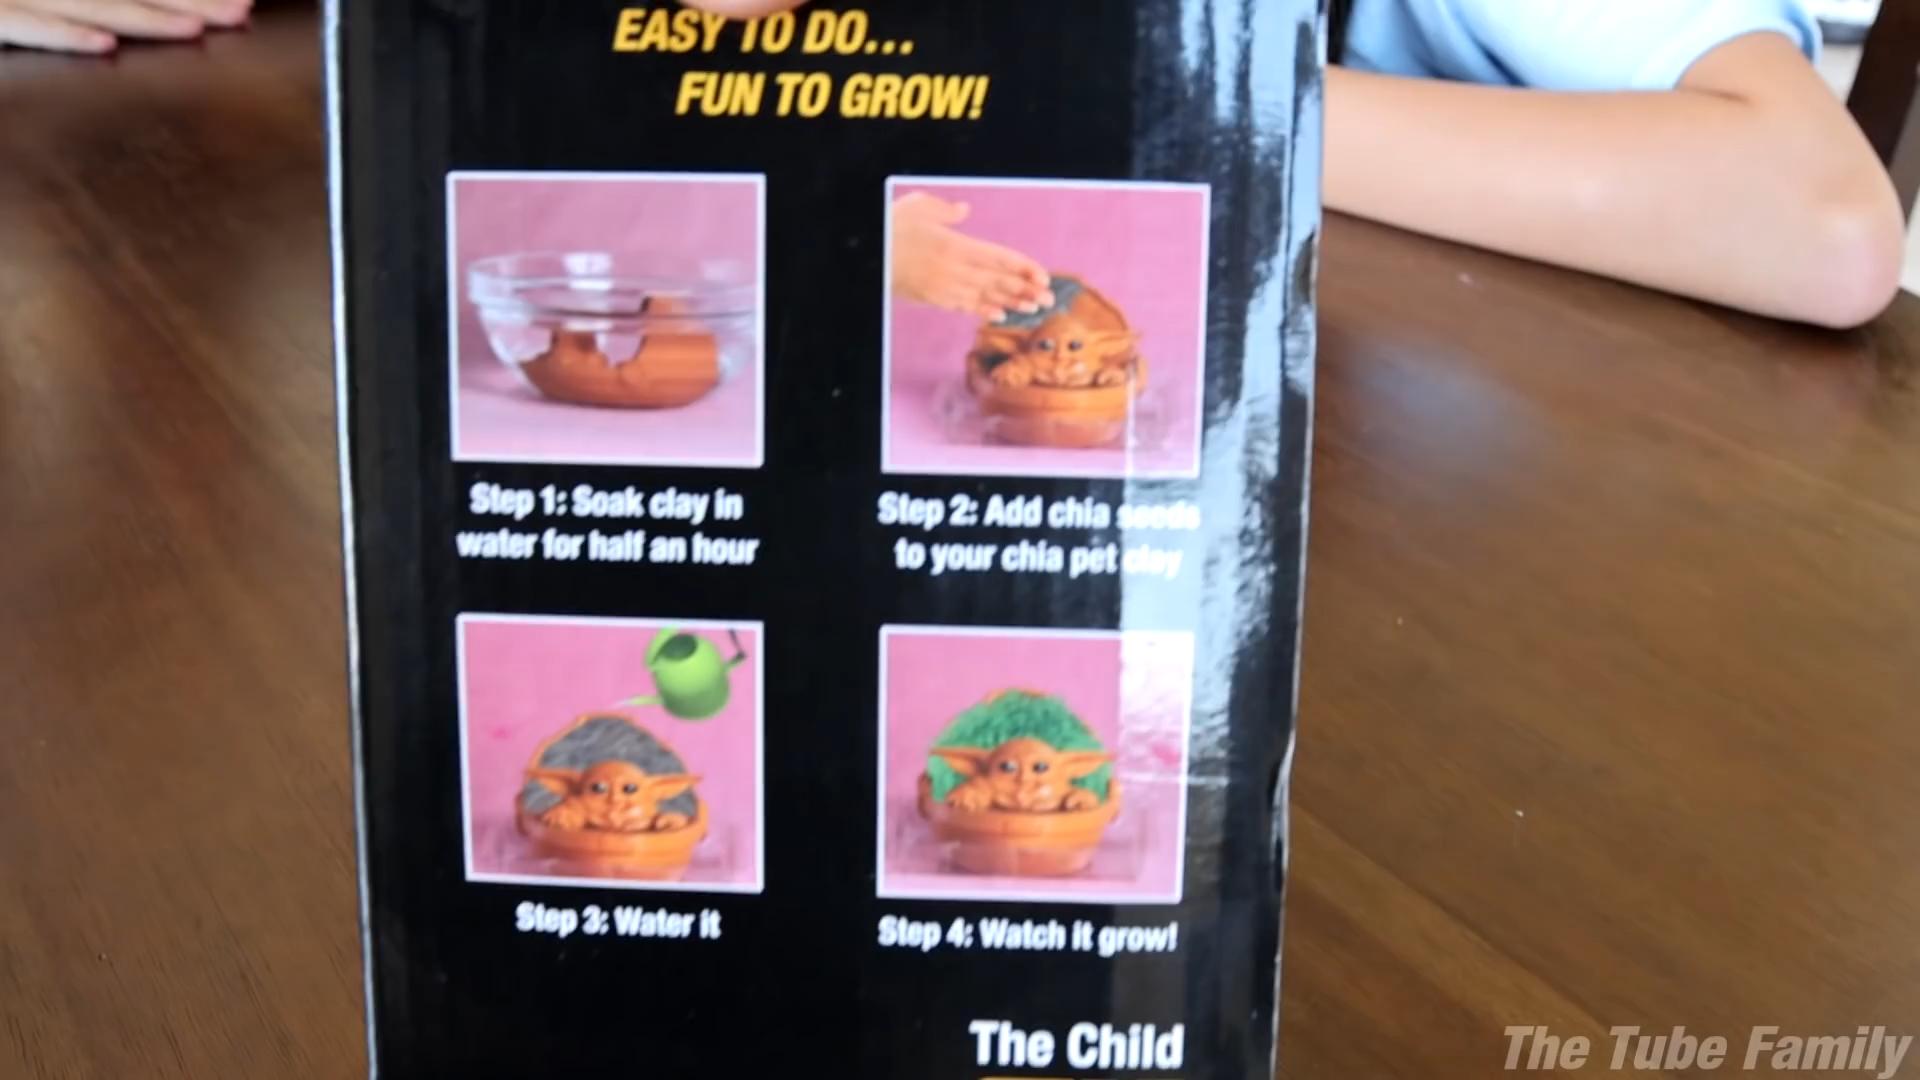 EASY TO DO...
FUN TO GROW!
Step 1: Soak clay in
water for half an hour
Step 2: Add chia seeds
to your chia pet clay
Step 3: Water it
Step 4: Watch it grow!
The Child
The Tube Family